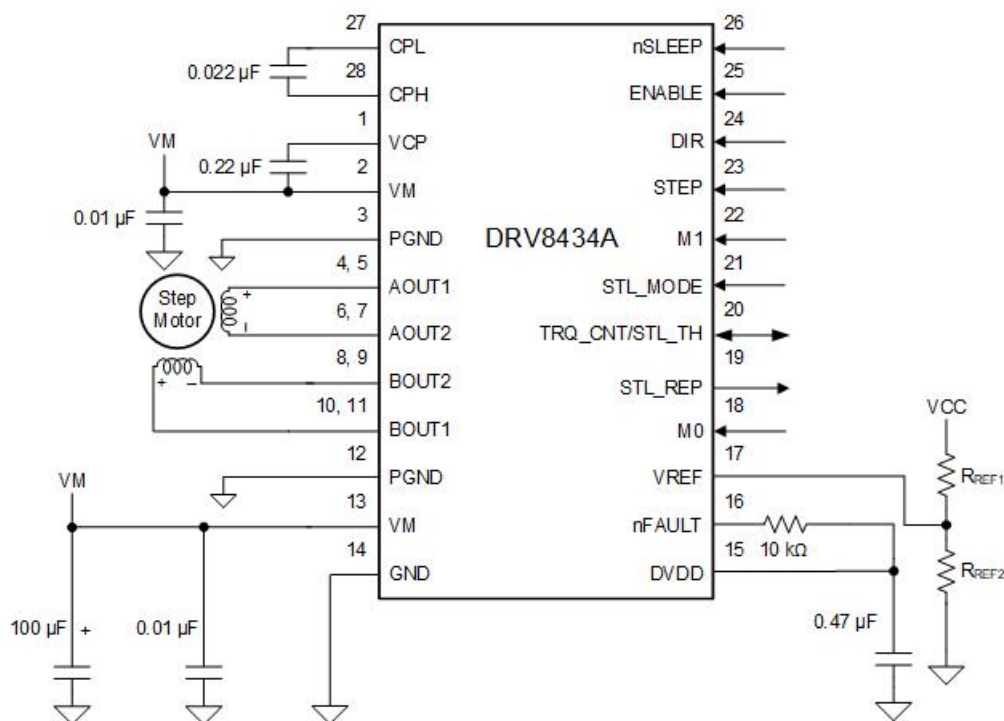 27
CPL
0.022 µF
28
CPH
1
VCP
VM
0.22 µF
2
VM
0.01 µF
3
PGND
4, 5
Step
Motor
+
AOUT1
6, 7
–
AOUT2
8, 9
+ –
BOUT2
10, 11
BOUT1
12
PGND
VM
13
VM
14
GND
100 µF +
0.01 µF
DRV8434A
26
nSLEEP
25
ENABLE
24
DIR
23
STEP
22
M1
21
STL_MODE
20
TRQ_CNT/STL_TH
19
STL_REP
18
M0
17
VREF
16
nFAULT
10 kΩ
15
DVDD
0.47 µF
VCC
RREF1
RREF2